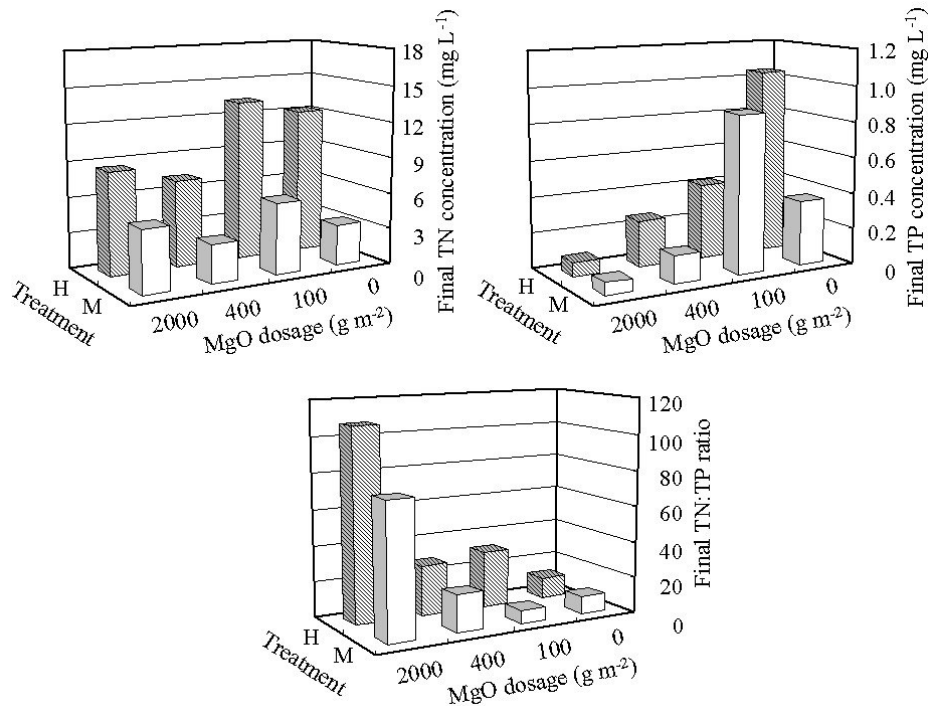 18
15
12
9
6
3
0
Final TN concentration (mg L-1)
H
M
Treatment
2000
400
100
0
MgO dosage (g m-2)
1.2
1.0
0.8
0.6
0.4
0.2
0
Final TP concentration (mg L-1)
H
M
Treatment
2000
400
100
0
MgO dosage (g m-2)
120
100
80
60
40
20
0
Final TN:TP ratio
H
M
Treatment
2000
400
100
0
MgO dosage (g m-2)